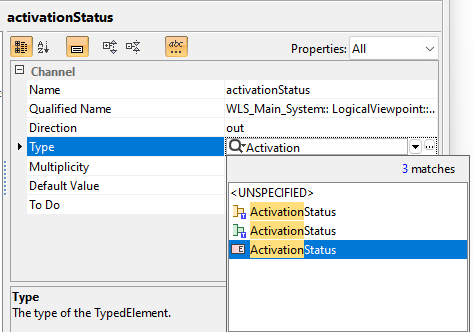 activationStatus
abc
Properties: All
Channel
Name activationStatus
Qualified Name WLS_Main_System:: LogicalViewpoint::...
Direction out
Type Activation ...
Multiplicity
Default Value
To Do
3 matches
<UNSPECIFIED>
ActivationStatus
ActivationStatus
E ActivationStatus
Type
The type of the TypedElement.